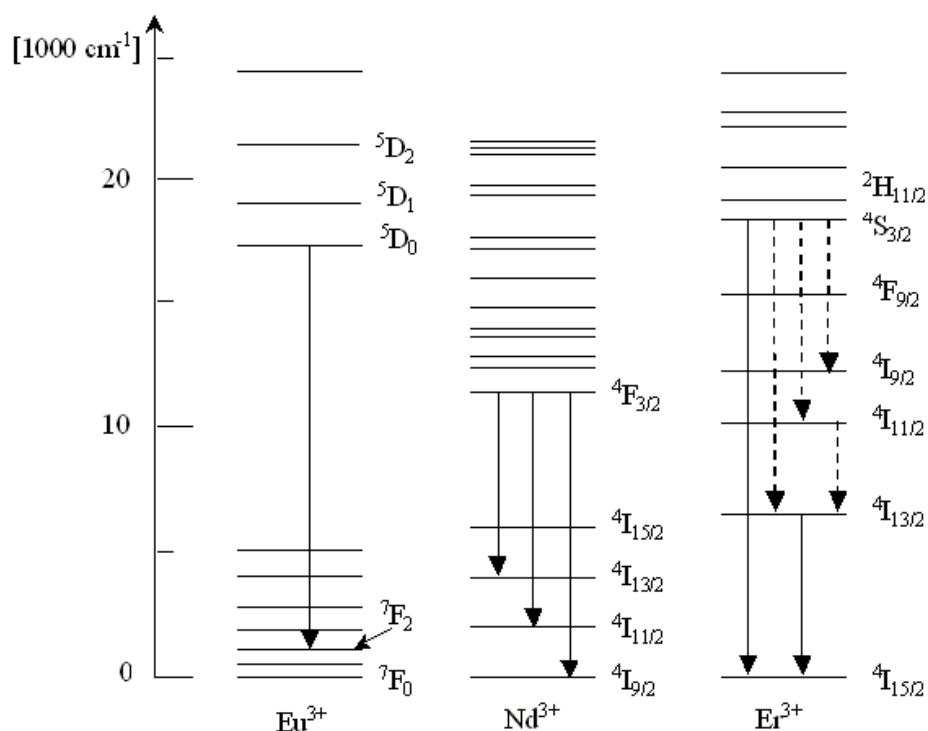 [1000 cm⁻¹]
20
10
0
⁵D₂
⁵D₁
⁵D₀
⁷F₂
⁷F₀
Eu³⁺
⁴F₃/₂
⁴I₁₅/₂
⁴I₁₃/₂
⁴I₁₁/₂
⁴I₉/₂
Nd³⁺
²H₁₁/₂
⁴S₃/₂
⁴F₉/₂
⁴I₉/₂
⁴I₁₁/₂
⁴I₁₃/₂
⁴I₁₅/₂
Er³⁺